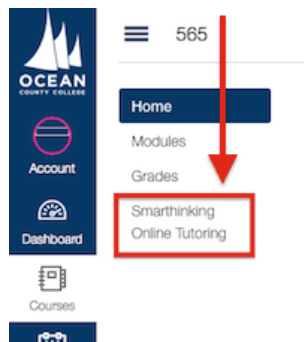 OCEAN
COUNTY COLLEGE
Account
Dashboard
Courses
565
Home
Modules
Grades
Smarthinking
Online Tutoring